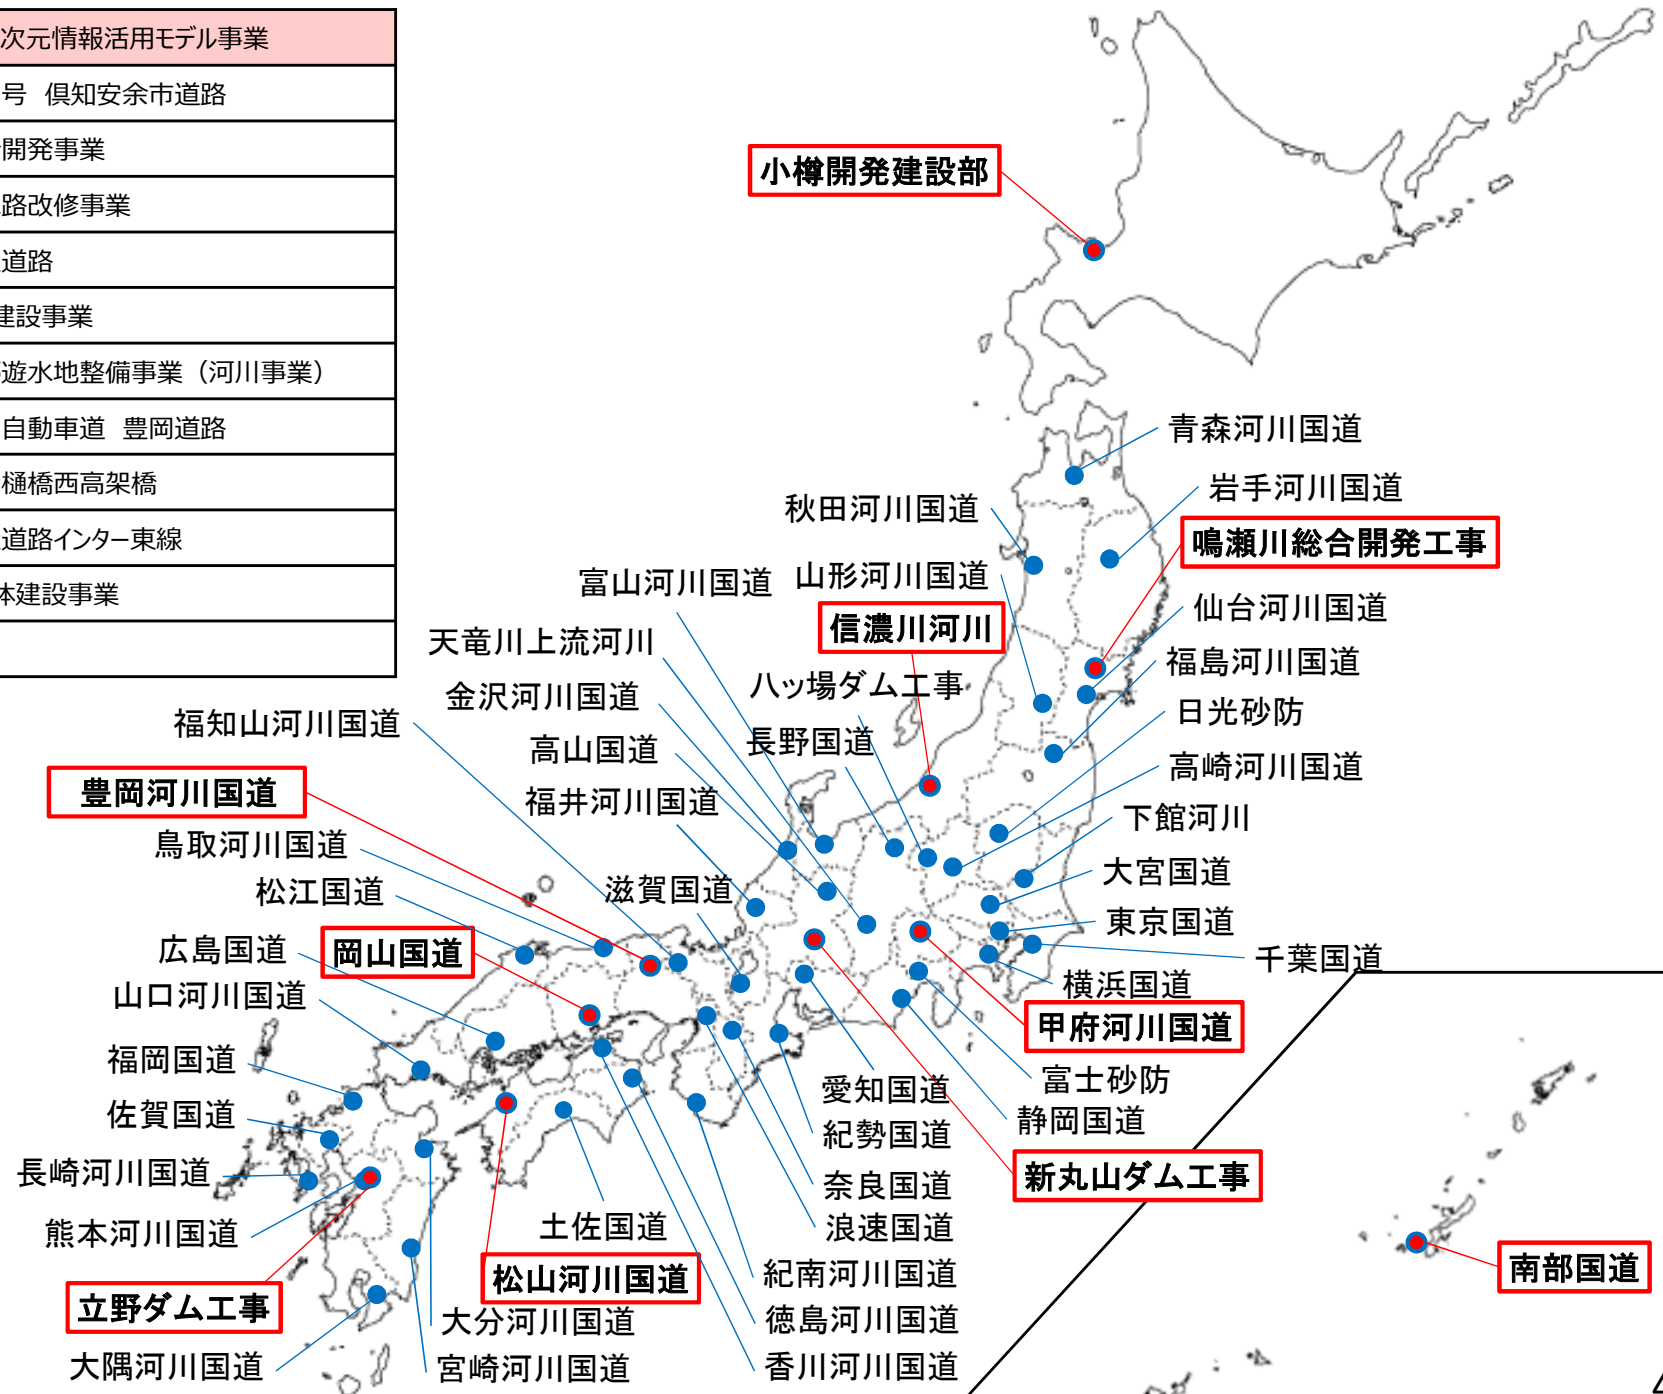 次元情報活用モデル事業
号 倶知安余市道路
開発事業
路改修事業
道路
建設事業
遊水地整備事業（河川事業）
自動車道 豊岡道路
樋橋西高架橋
道路インター東線
体建設事業
小樽開発建設部
青森河川国道
岩手河川国道
秋田河川国道
鳴瀬川総合開発工事
富山河川国道
山形河川国道
仙台河川国道
信濃川河川
天竜川上流河川
福島河川国道
八ッ場ダム工事
金沢河川国道
日光砂防
福知山河川国道
長野国道
高山国道
高崎河川国道
豊岡河川国道
福井河川国道
下館河川
鳥取河川国道
大宮国道
松江国道
滋賀国道
東京国道
広島国道
岡山国道
千葉国道
横浜国道
山口河川国道
甲府河川国道
福岡国道
富士砂防
愛知国道
佐賀国道
静岡国道
紀勢国道
長崎河川国道
新丸山ダム工事
奈良国道
熊本河川国道
土佐国道
浪速国道
南部国道
松山河川国道
紀南河川国道
立野ダム工事
大分河川国道
徳島河川国道
大隅河川国道
宮崎河川国道
香川河川国道